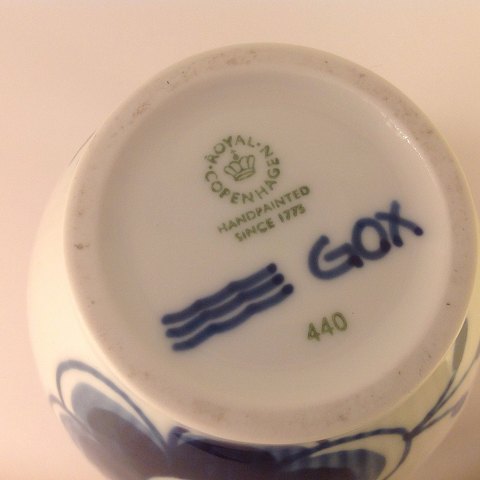 ROYAL
COPENHAGEN
HANDPAINTED
SINCE 1775
GOX
440